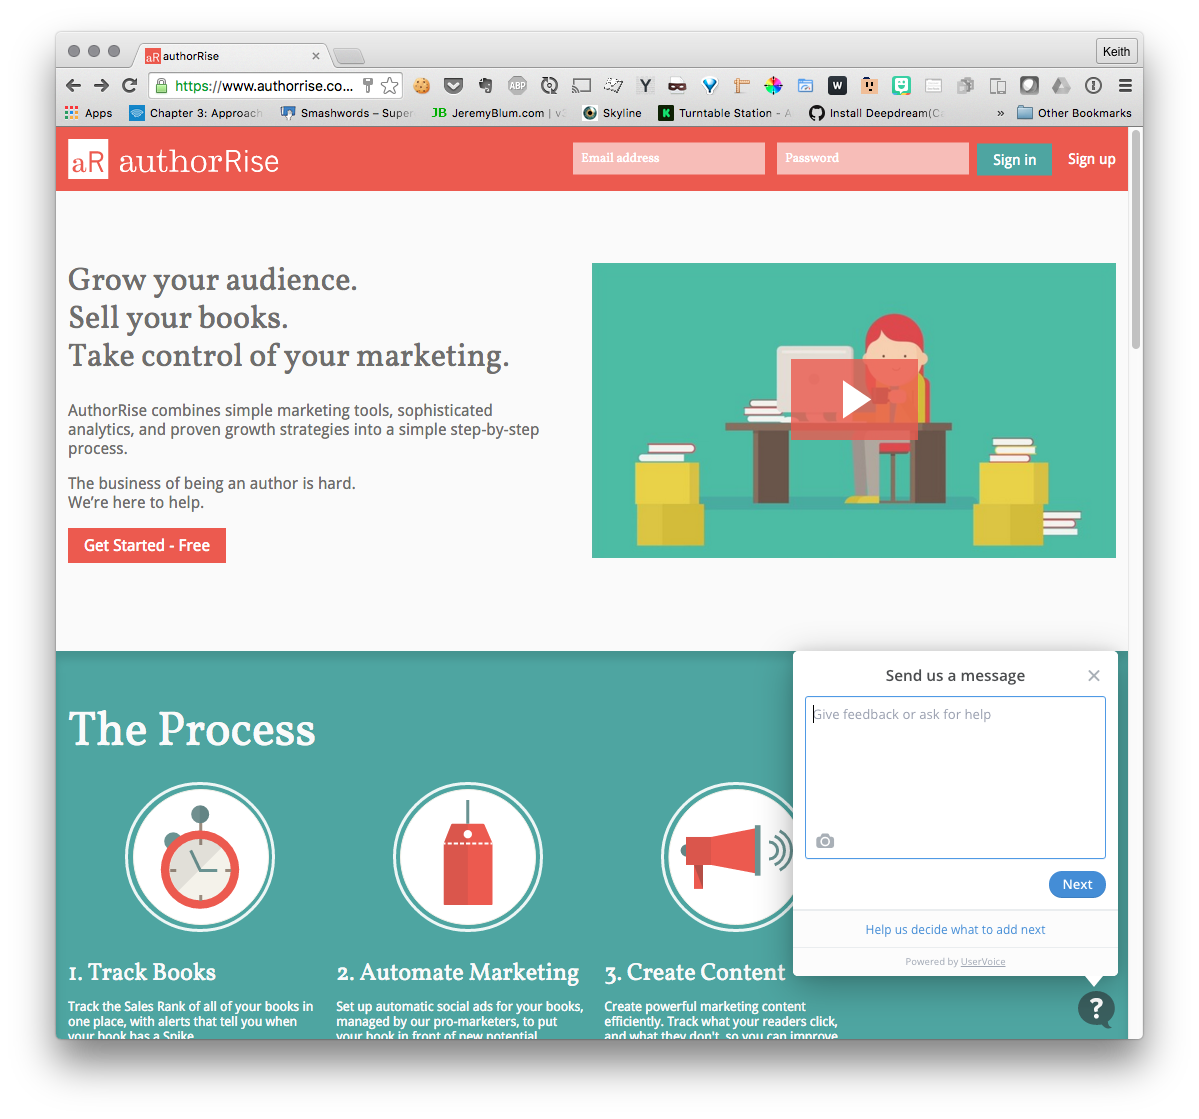 authorRise
Keith
https://www.authorrise.co...
ABP
Y
W
Apps
Chapter 3: Approach
Smashwords – Super
JB JeremyBlum.com | v
K Turntable Station - A
Skyline
Install Deepdream(Ca
»
Other Bookmarks
aR authorRise
Email address
Password
Sign in
Sign up
Grow your audience.
Sell your books.
Take control of your marketing.
AuthorRise combines simple marketing tools, sophisticated
analytics, and proven growth strategies into a simple step-by-step
process.
The business of being an author is hard.
We’re here to help.
Get Started - Free
The Process
1. Track Books
Track the Sales Rank of all of your books in
one place, with alerts that tell you when
your book has a Spike
2. Automate Marketing
Set up automatic social ads for your books,
managed by our pro-marketers, to put
your book in front of new potential
3. Create Content
Create powerful marketing content
efficiently. Track what your readers click,
and what they don't, so you can improve
Send us a message
Give feedback or ask for help
Next
Help us decide what to add next
Powered by UserVoice
?